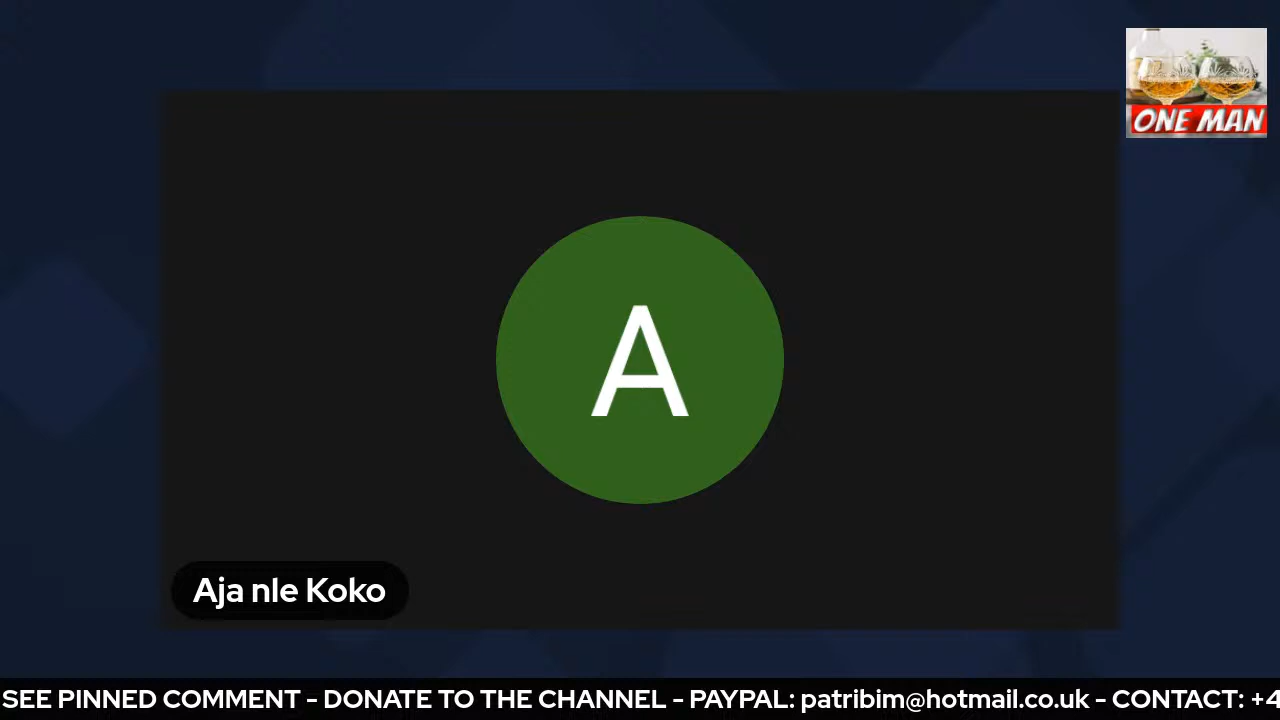 ONE MAN
A
Aja nle Koko
SEE PINNED COMMENT - DONATE TO THE CHANNEL - PAYPAL: patribim@hotmail.co.uk - CONTACT: +4